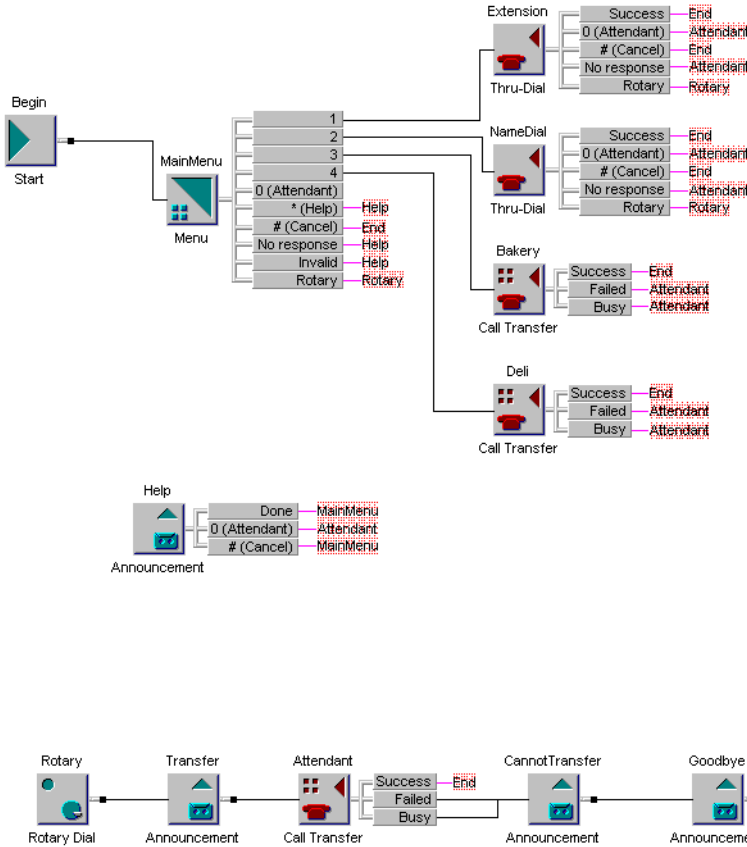 Extension
Success End
0 (Attendant) Attendant
# (Cancel) End
No response Attendant
Rotary Rotary
Thru-Dial
Begin
Start
NameDial
Success End
0 (Attendant) Attendant
# (Cancel) End
No response Attendant
Rotary Rotary
Thru-Dial
MainMenu
Menu
1
2
3
4
0 (Attendant)
* (Help) Help
# (Cancel) End
No response Help
Invalid Help
Rotary Rotary
Bakery
Success End
Failed Attendant
Busy Attendant
Call Transfer
Deli
Success End
Failed Attendant
Busy Attendant
Call Transfer
Help
Done MainMenu
0 (Attendant) Attendant
# (Cancel) MainMenu
Announcement
Rotary Transfer Attendant CannotTransfer Goodbye
Success End
Failed
Busy
Rotary Dial Announcement Call Transfer Announcement Announceme